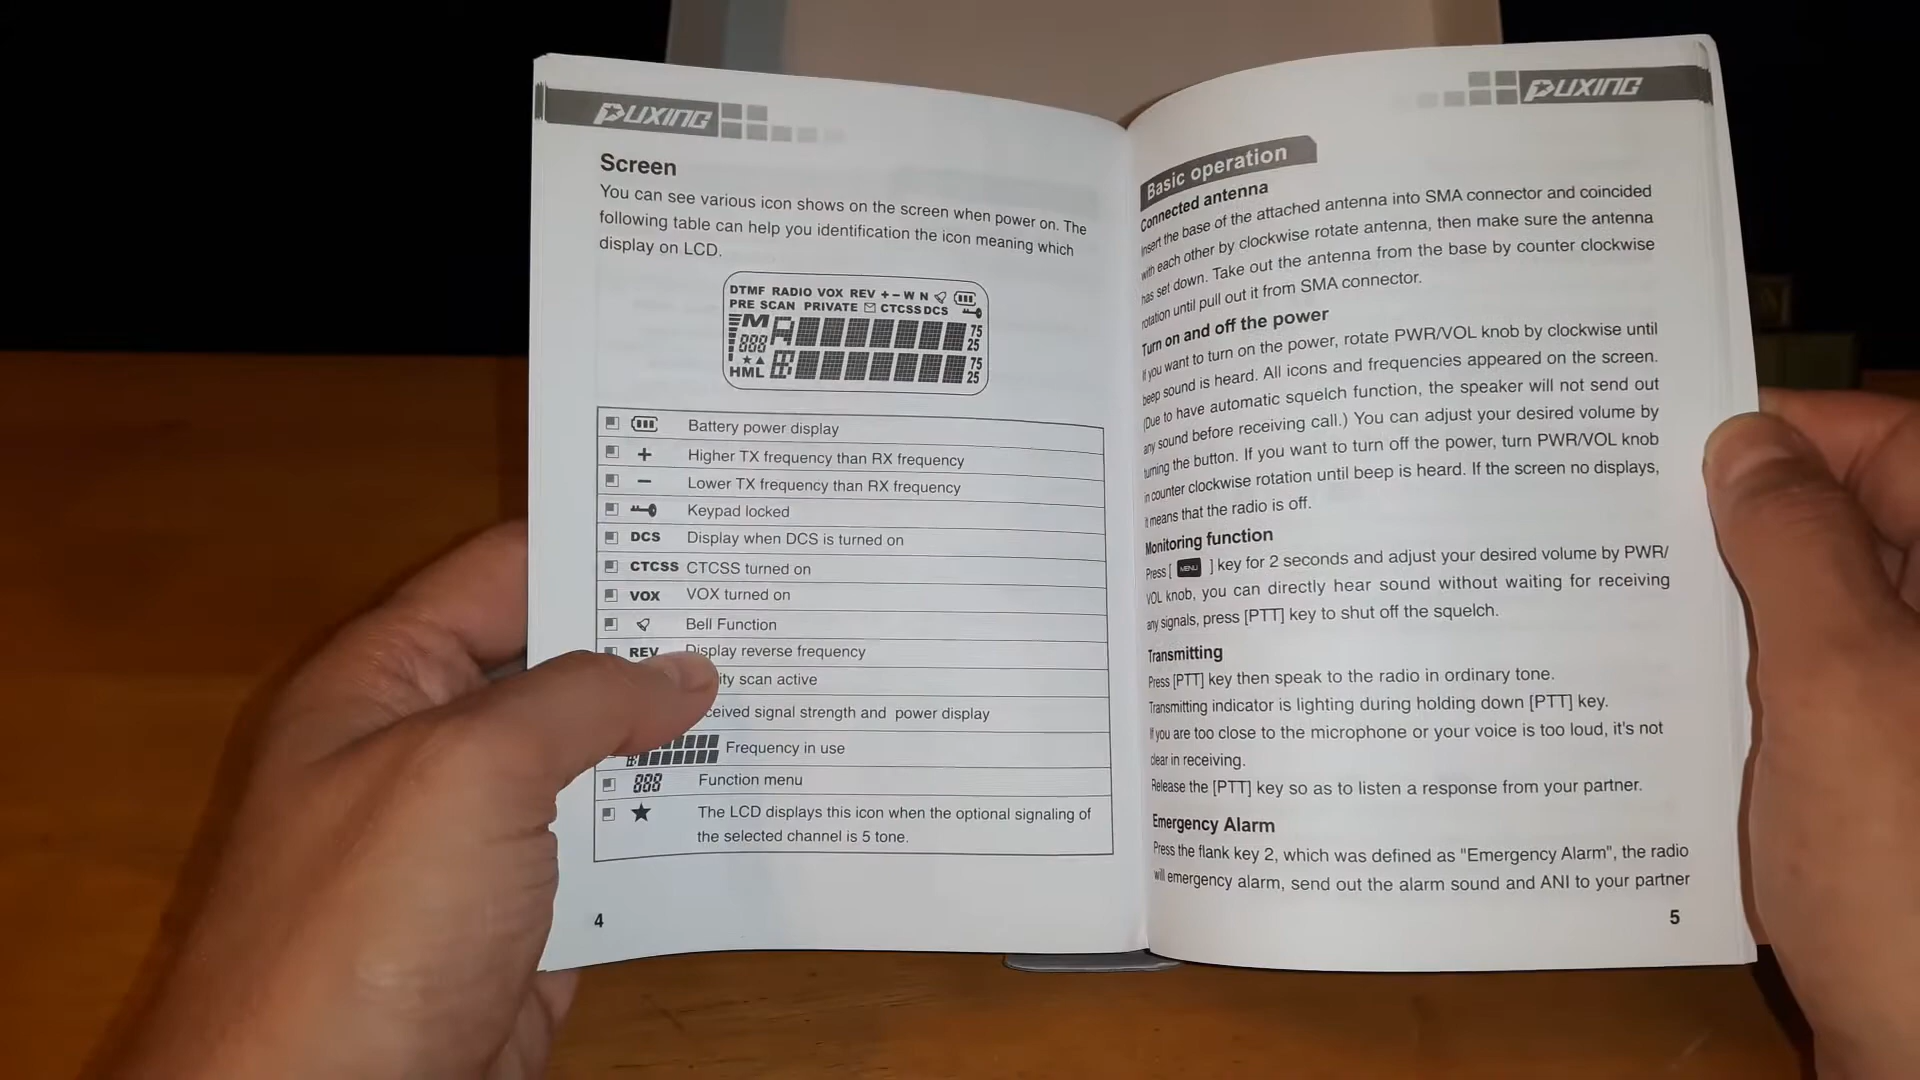 PUXING
Screen
You can see various icon shows on the screen when power on. The
following table can help you identification the icon meaning which
display on LCD.
DTMF RADIO VOX REV + - W N
PRE SCAN PRIVATE CTCSS DCS
M 75
888 25
★▲ 75
HML 25
Battery power display
+ Higher TX frequency than RX frequency
- Lower TX frequency than RX frequency
Keypad locked
DCS Display when DCS is turned on
CTCSS CTCSS turned on
VOX VOX turned on
Bell Function
REV Display reverse frequency
scan active
signal strength and power display
Frequency in use
888 Function menu
★ The LCD displays this icon when the optional signaling of
the selected channel is 5 tone.
4
PUXING
Basic operation
Connected antenna
Insert the base of the attached antenna into SMA connector and coincided
with each other by clockwise rotate antenna, then make sure the antenna
has set down. Take out the antenna from the base by counter clockwise
rotation until pull out it from SMA connector.
Turn on and off the power
If you want to turn on the power, rotate PWR/VOL knob by clockwise until
beep sound is heard. All icons and frequencies appeared on the screen.
(Due to have automatic squelch function, the speaker will not send out
any sound before receiving call.) You can adjust your desired volume by
turning the button. If you want to turn off the power, turn PWR/VOL knob
in counter clockwise rotation until beep is heard. If the screen no displays,
it means that the radio is off.
Monitoring function
Press [ MENU ] key for 2 seconds and adjust your desired volume by PWR/
VOL knob, you can directly hear sound without waiting for receiving
any signals, press [PTT] key to shut off the squelch.
Transmitting
Press [PTT] key then speak to the radio in ordinary tone.
Transmitting indicator is lighting during holding down [PTT] key.
If you are too close to the microphone or your voice is too loud, it's not
clear in receiving.
Release the [PTT] key so as to listen a response from your partner.
Emergency Alarm
Press the flank key 2, which was defined as "Emergency Alarm", the radio
will emergency alarm, send out the alarm sound and ANI to your partner
5